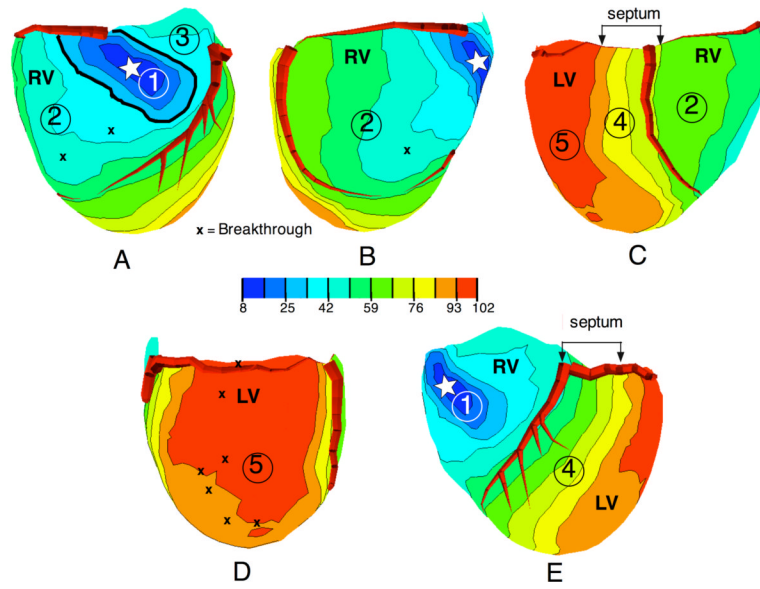 3
1
RV
2
x
x
A
RV
2
x
x = Breakthrough
B
septum
LV
RV
4
2
5
C
8 25 42 59 76 93 102
x
LV
x
5
x
x
x
x
x
D
septum
RV
1
4
LV
E